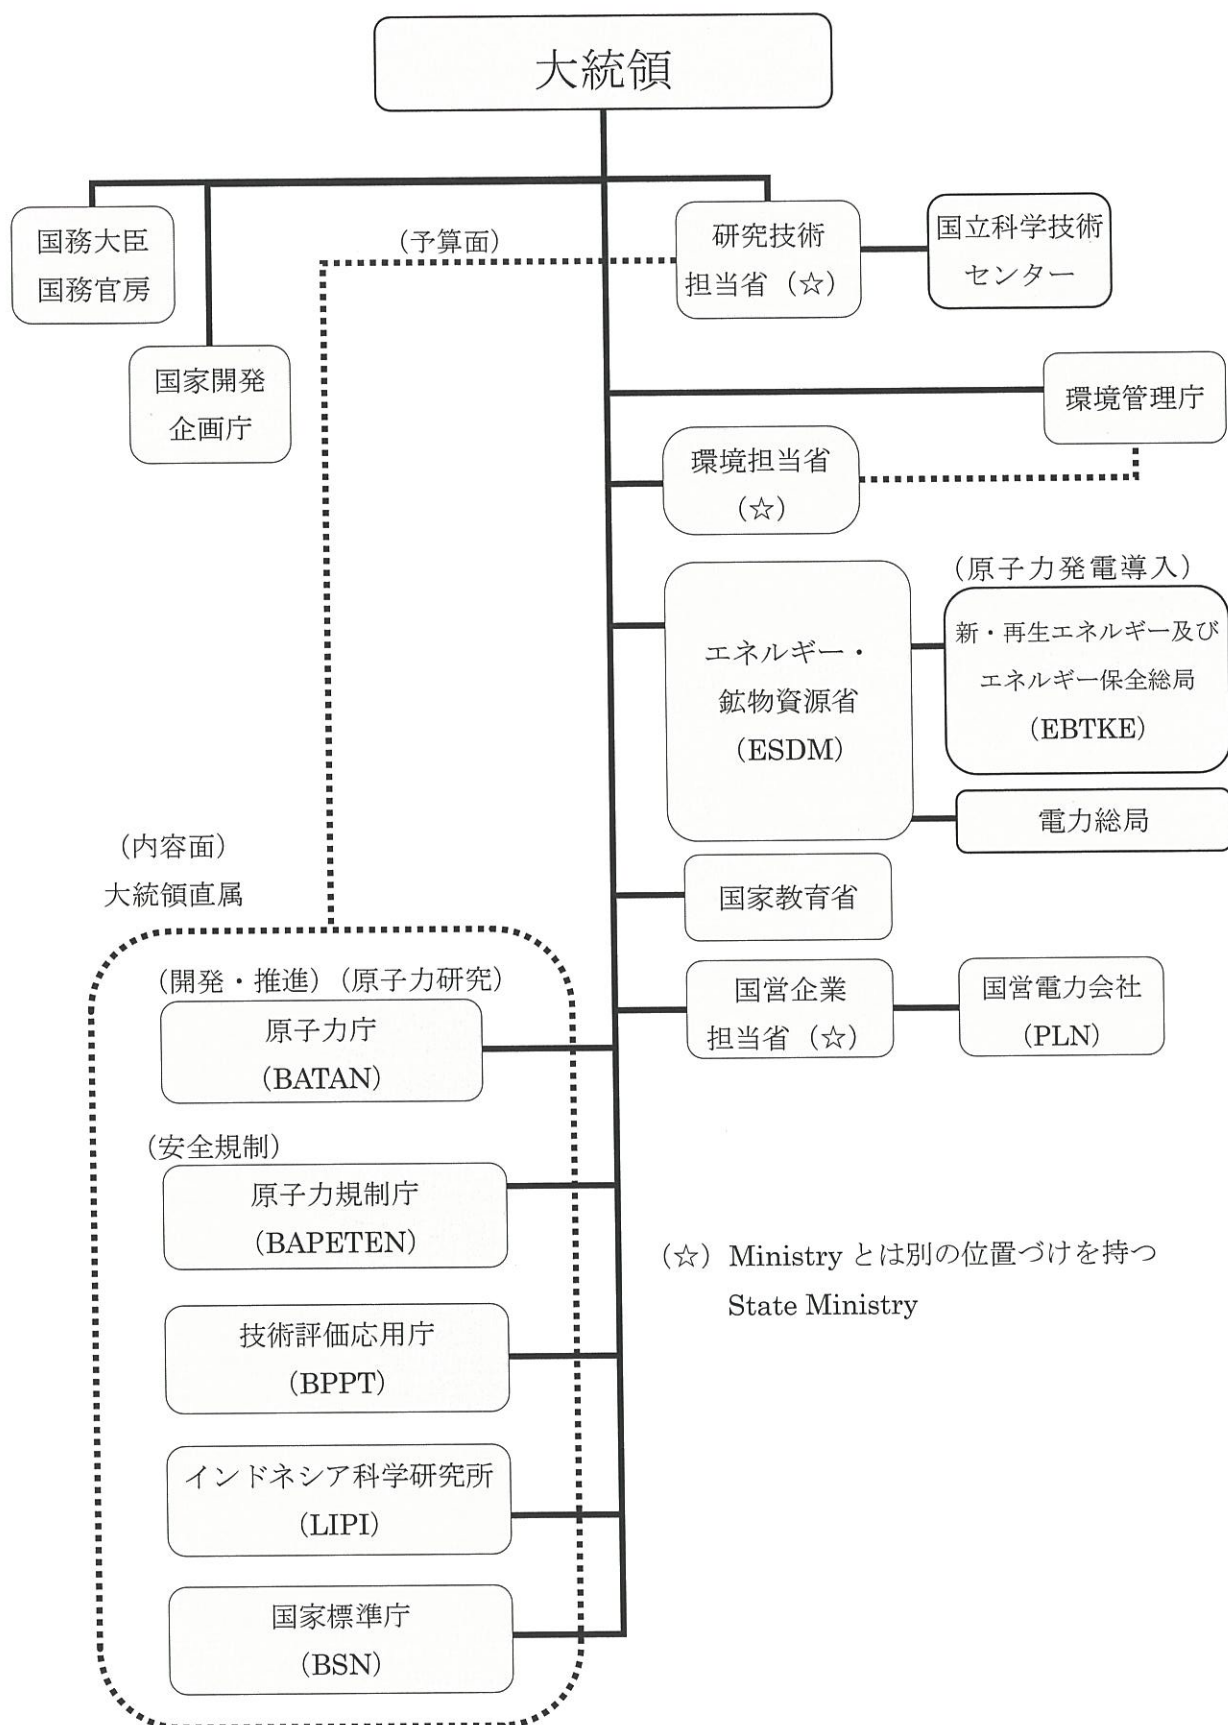 大統領
国務大臣
国務官房
国家開発
企画庁
(予算面)
研究技術
担当省（☆）
国立科学技術
センター
環境管理庁
環境担当省
（☆）
(原子力発電導入)
エネルギー・
鉱物資源省
(ESDM)
新・再生エネルギー及び
エネルギー保全総局
(EBTKE)
電力総局
国家教育省
国営企業
担当省（☆）
国営電力会社
(PLN)
(内容面)
大統領直属
(開発・推進) (原子力研究)
原子力庁
(BATAN)
(安全規制)
原子力規制庁
(BAPETEN)
技術評価応用庁
(BPPT)
インドネシア科学研究所
(LIPI)
国家標準庁
(BSN)
（☆）Ministry とは別の位置づけを持つ
State Ministry